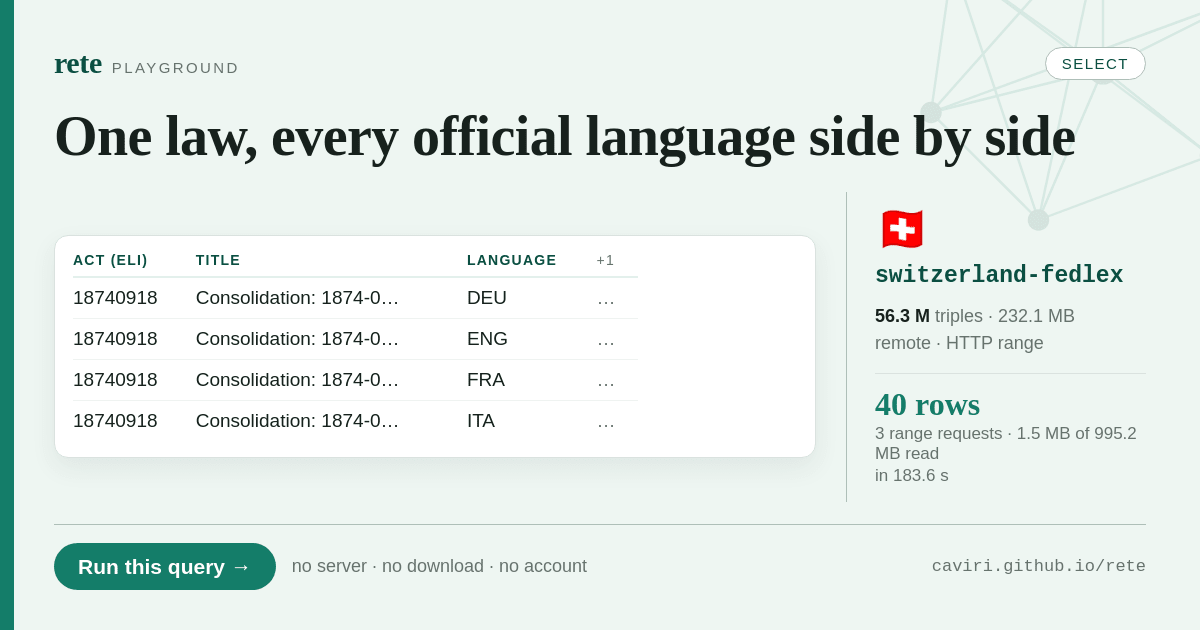 rete PLAYGROUND
SELECT
One law, every official language side by side
ACT (ELI) TITLE LANGUAGE +1
18740918 Consolidation: 1874-0… DEU …
18740918 Consolidation: 1874-0… ENG …
18740918 Consolidation: 1874-0… FRA …
18740918 Consolidation: 1874-0… ITA …
switzerland-fedlex
56.3 M triples · 232.1 MB
remote · HTTP range
40 rows
3 range requests · 1.5 MB of 995.2
MB read
in 183.6 s
Run this query →
no server · no download · no account
caviri.github.io/rete